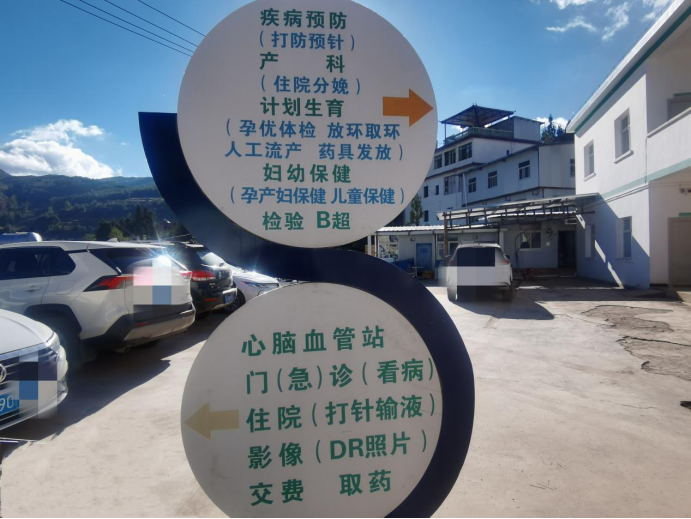 疾病预防
（打防预针）
产 科
（住院分娩）
计划生育
（孕优体检 放环取环
人工流产 药具发放）
妇幼保健
（孕产妇保健 儿童保健）
检验 B超
心脑血管站
门（急）诊（看病）
住院（打针输液）
影像（DR照片）
交费 取药